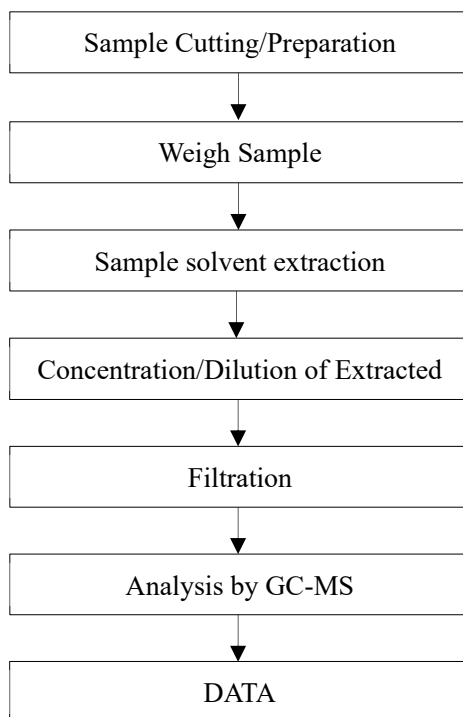 Sample Cutting/Preparation
Weigh Sample
Sample solvent extraction
Concentration/Dilution of Extracted
Filtration
Analysis by GC-MS
DATA